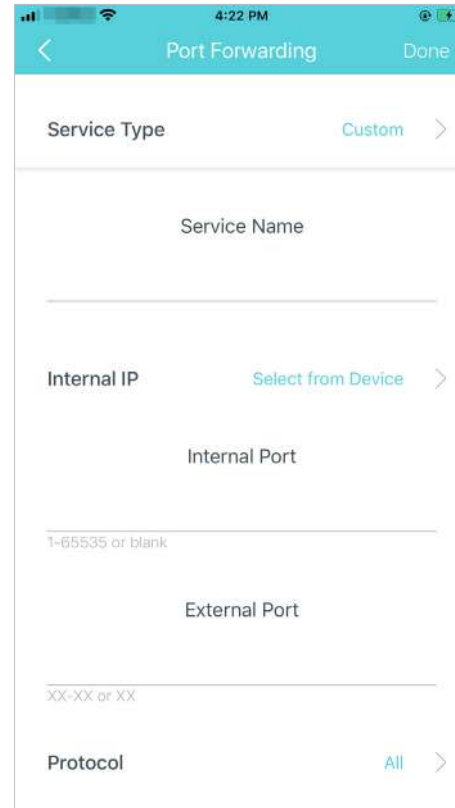 4:22 PM
Port Forwarding Done
Service Type Custom
Service Name
Internal IP Select from Device
Internal Port
1-65535 or blank
External Port
XX-XX or XX
Protocol All